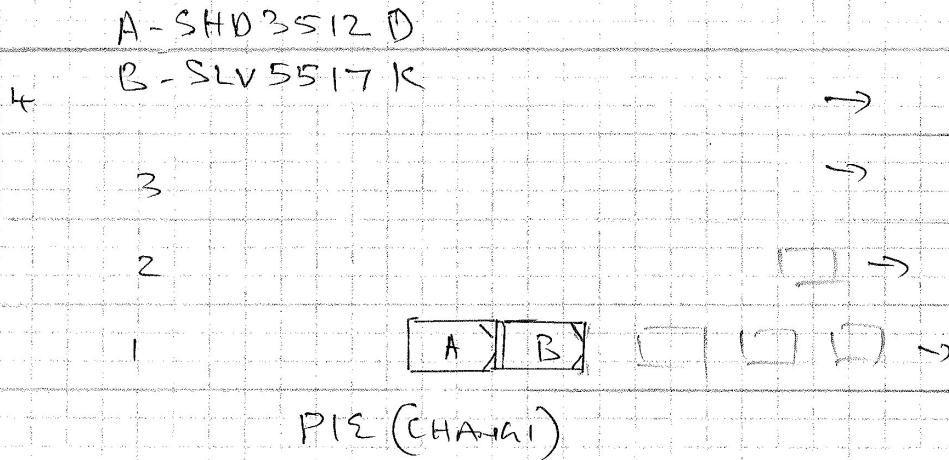 A - SHD3512D
B - SLV5517K
4 →
3 →
2 →
1 A B →
PIE (CHANGI)